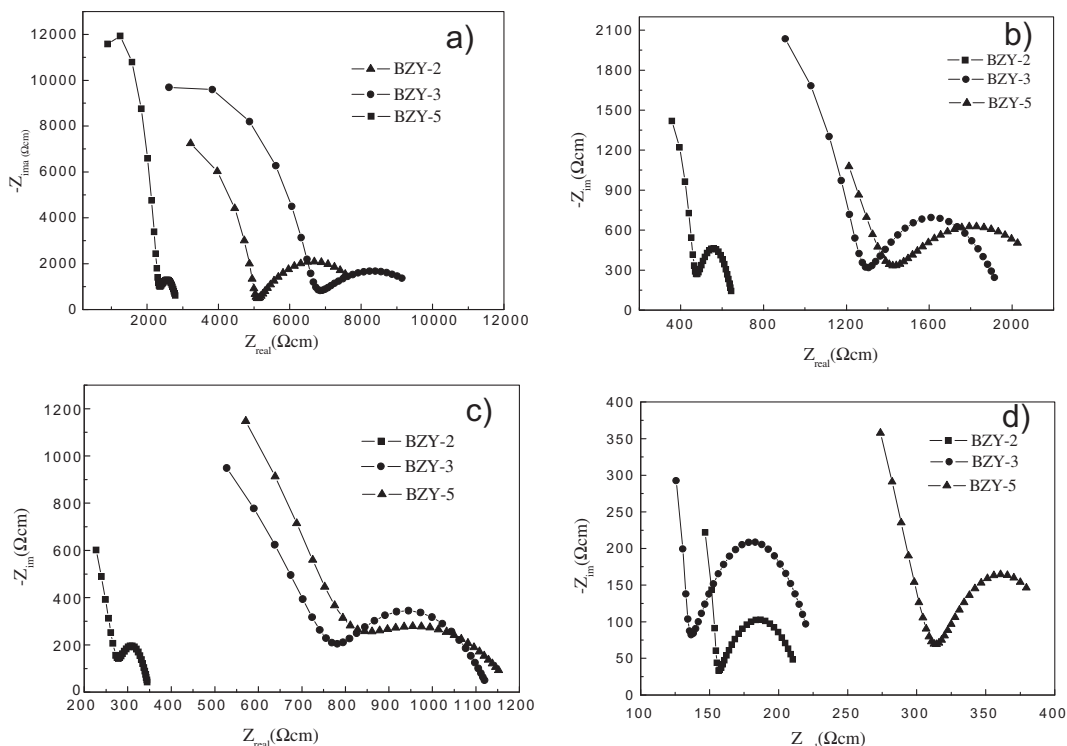 a)
12000
10000
8000
6000
4000
2000
0
-Z_ima (Ωcm)
BZY-2
BZY-3
BZY-5
2000 4000 6000 8000 10000 12000
Z_real(Ωcm)
b)
2100
1800
1500
1200
900
600
300
0
-Z_im(Ωcm)
BZY-2
BZY-3
BZY-5
400 800 1200 1600 2000
Z_real(Ωcm)
c)
1200
1000
800
600
400
200
0
-Z_im(Ωcm)
BZY-2
BZY-3
BZY-5
200 300 400 500 600 700 800 900 1000 1100 1200
Z_real(Ωcm)
d)
400
350
300
250
200
150
100
50
0
-Z_im(Ωcm)
BZY-2
BZY-3
BZY-5
100 150 200 250 300 350 400
(Ωcm)